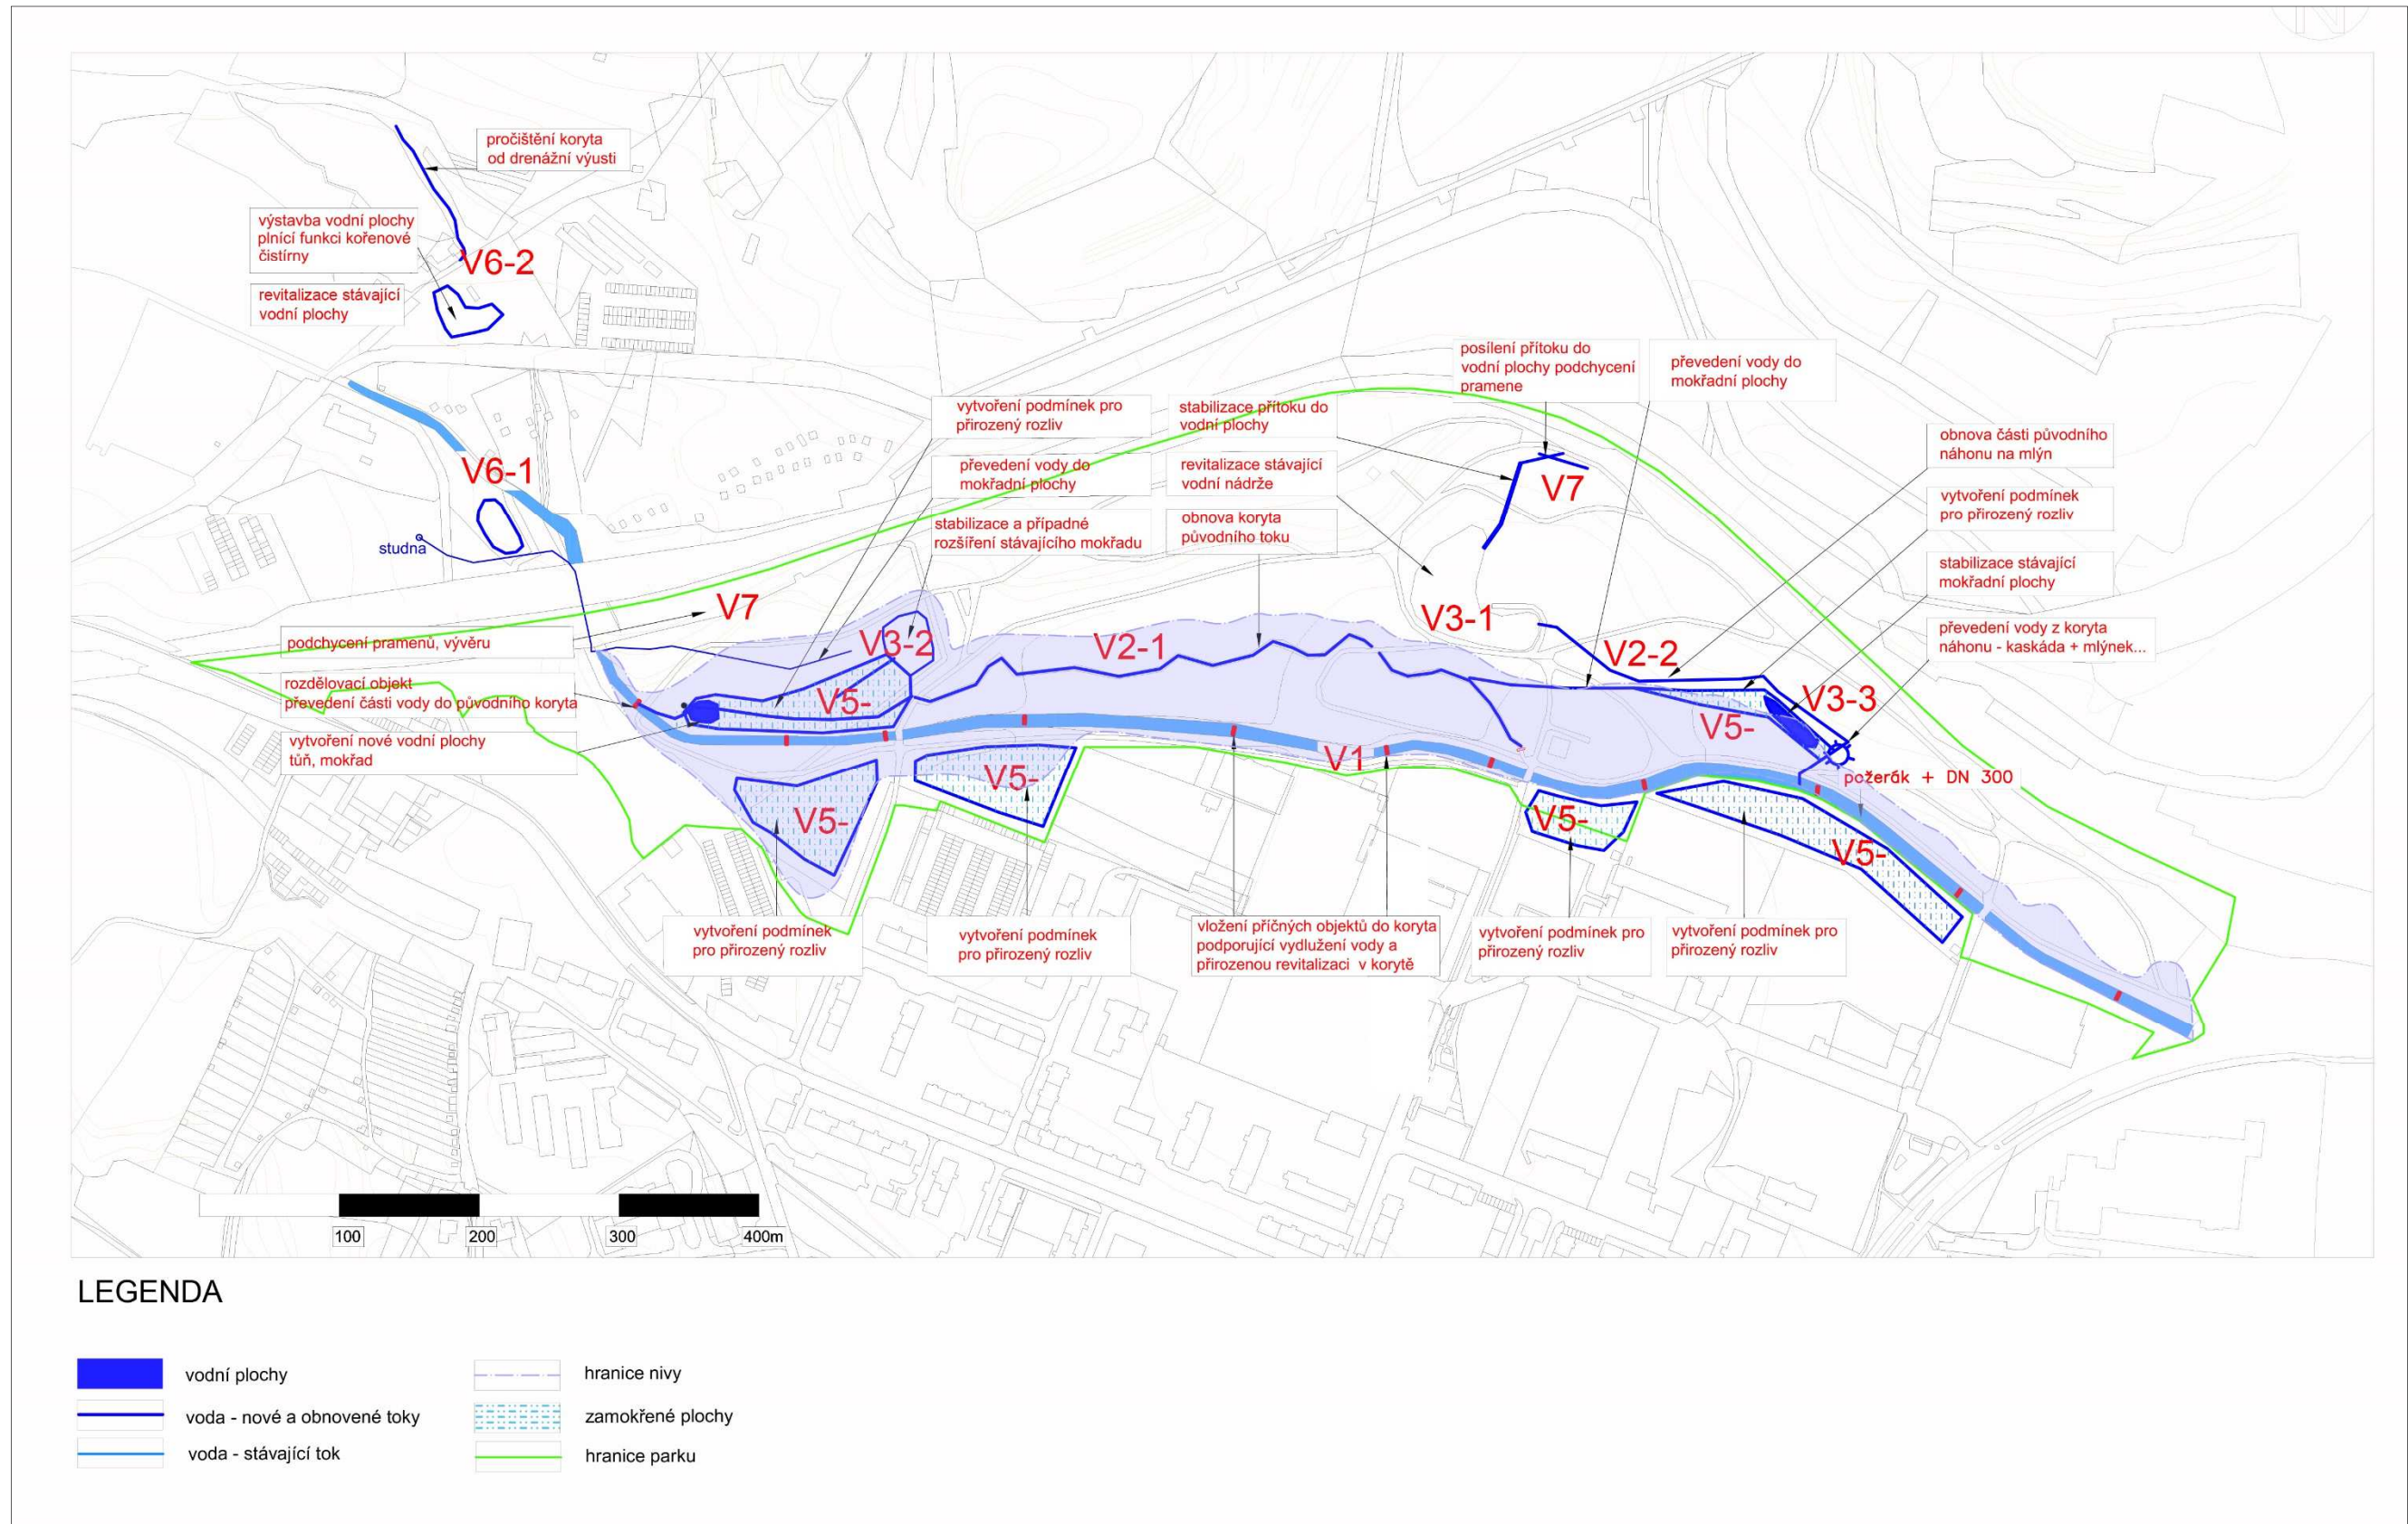 N
pročištění koryta
od drenážní výusti
výstavba vodní plochy
plnící funkci kořenové
čistírny
V6-2
revitalizace stávající
vodní plochy
V6-1
studna
posílení přítoku do
vodní plochy podchycení
pramene
převedení vody do
mokřadní plochy
vytvoření podmínek pro
přirozený rozliv
stabilizace přítoku do
vodní plochy
převedení vody do
mokřadní plochy
revitalizace stávající
vodní nádrže
stabilizace a případné
rozšíření stávajícího mokřadu
obnova koryta
původního toku
V7
obnova části původního
náhonu na mlýn
vytvoření podmínek
pro přirozený rozliv
stabilizace stávající
mokřadní plochy
převedení vody z koryta
náhonu - kaskáda + mlýnek...
V7
podchycení pramenů, vývěru
V3-2
V2-1
V3-1
V2-2
V3-3
rozdělovací objekt
převedení části vody do původního koryta
vytvoření nové vodní plochy
tůň, mokřad
V5-
V5-
V1
V5-
V5-
V5-
V5-
požerák + DN 300
vytvoření podmínek
pro přirozený rozliv
vytvoření podmínek
pro přirozený rozliv
vložení příčných objektů do koryta
podporující vydlužení vody a
přirozenou revitalizaci v korytě
vytvoření podmínek pro
přirozený rozliv
vytvoření podmínek pro
přirozený rozliv
100 200 300 400m
LEGENDA
vodní plochy
voda - nové a obnovené toky
voda - stávající tok
hranice nivy
zamokřené plochy
hranice parku